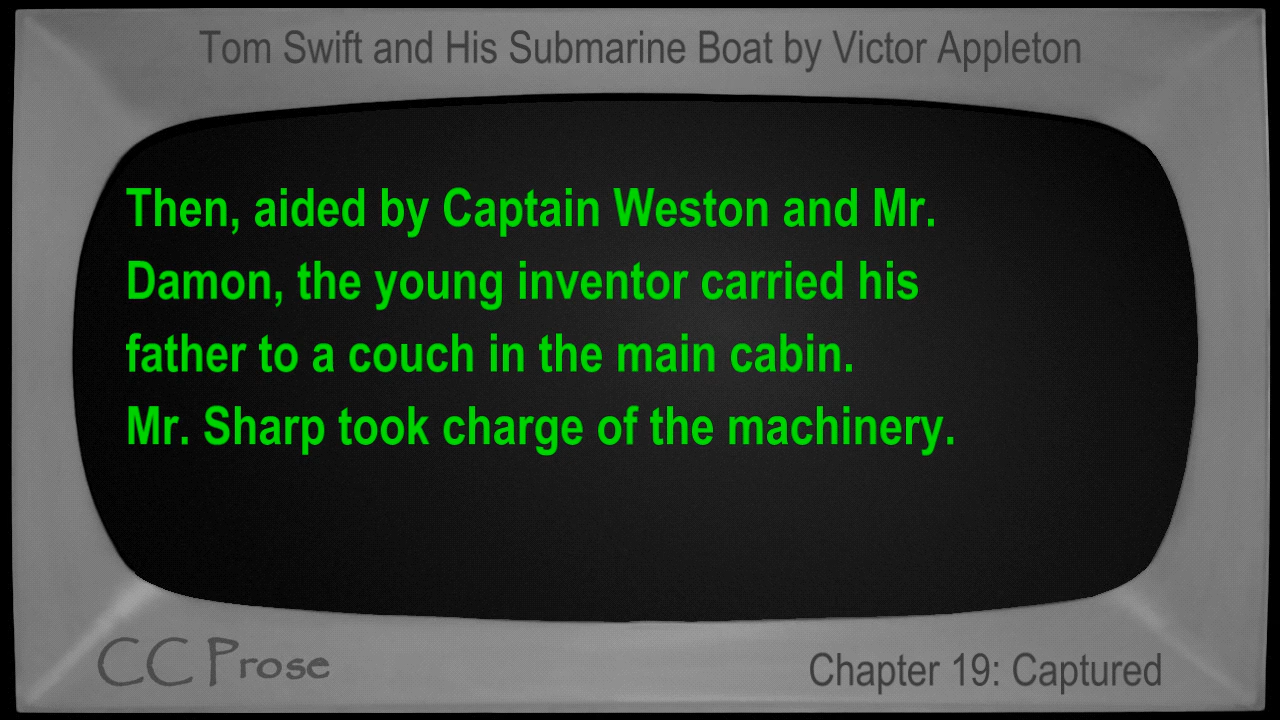 Tom Swift and His Submarine Boat by Victor Appleton
Then, aided by Captain Weston and Mr.
Damon, the young inventor carried his
father to a couch in the main cabin.
Mr. Sharp took charge of the machinery.
CC Prose
Chapter 19: Captured